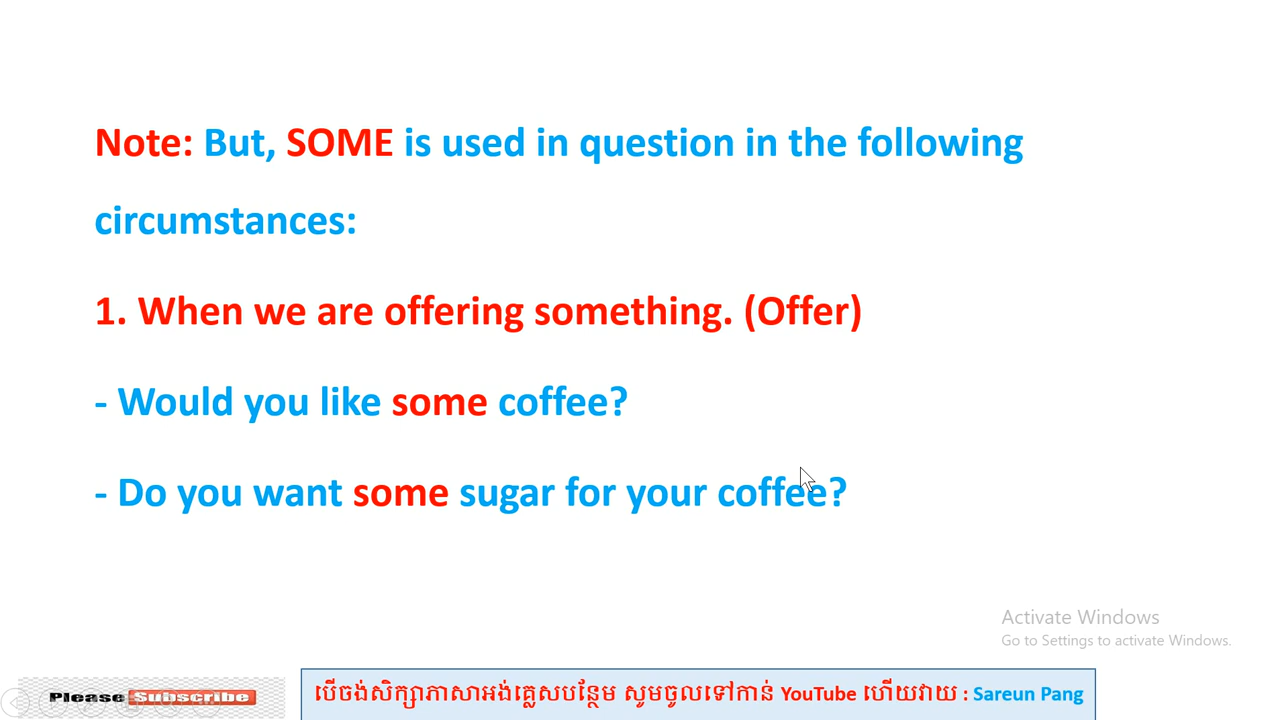 Note: But, SOME is used in question in the following
circumstances:
1. When we are offering something. (Offer)
- Would you like some coffee?
- Do you want some sugar for your coffee?
Activate Windows
Go to Settings to activate Windows.
Please Subscribe
បើចង់សិក្សាភាសាអង់គ្លេសបន្ថែម សូមចូលទៅកាន់ YouTube ហើយវាយ : Sareun Pang